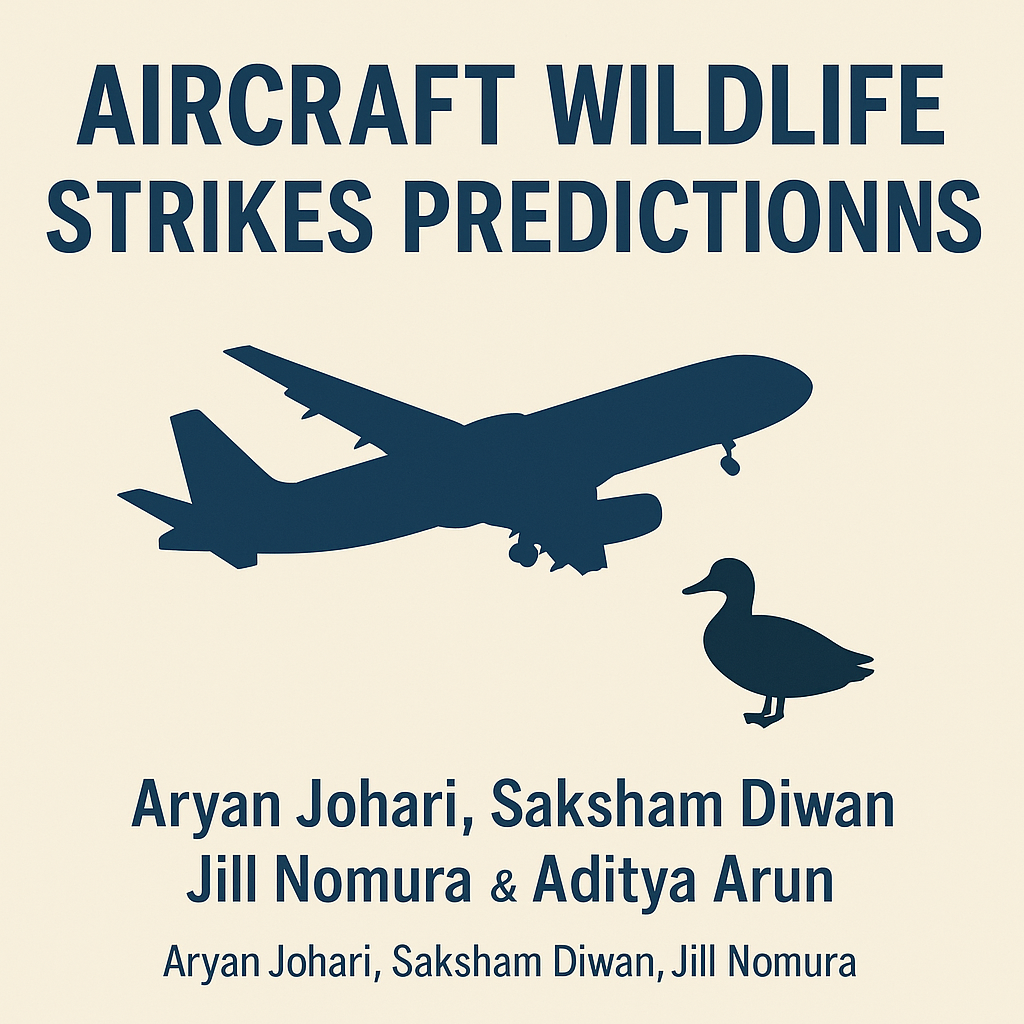 AIRCRAFT WILDLIFE
STRIKES PREDICTIONNS
Aryan Johari, Saksham Diwan
Jill Nomura & Aditya Arun
Aryan Johari, Saksham Diwan, Jill Nomura